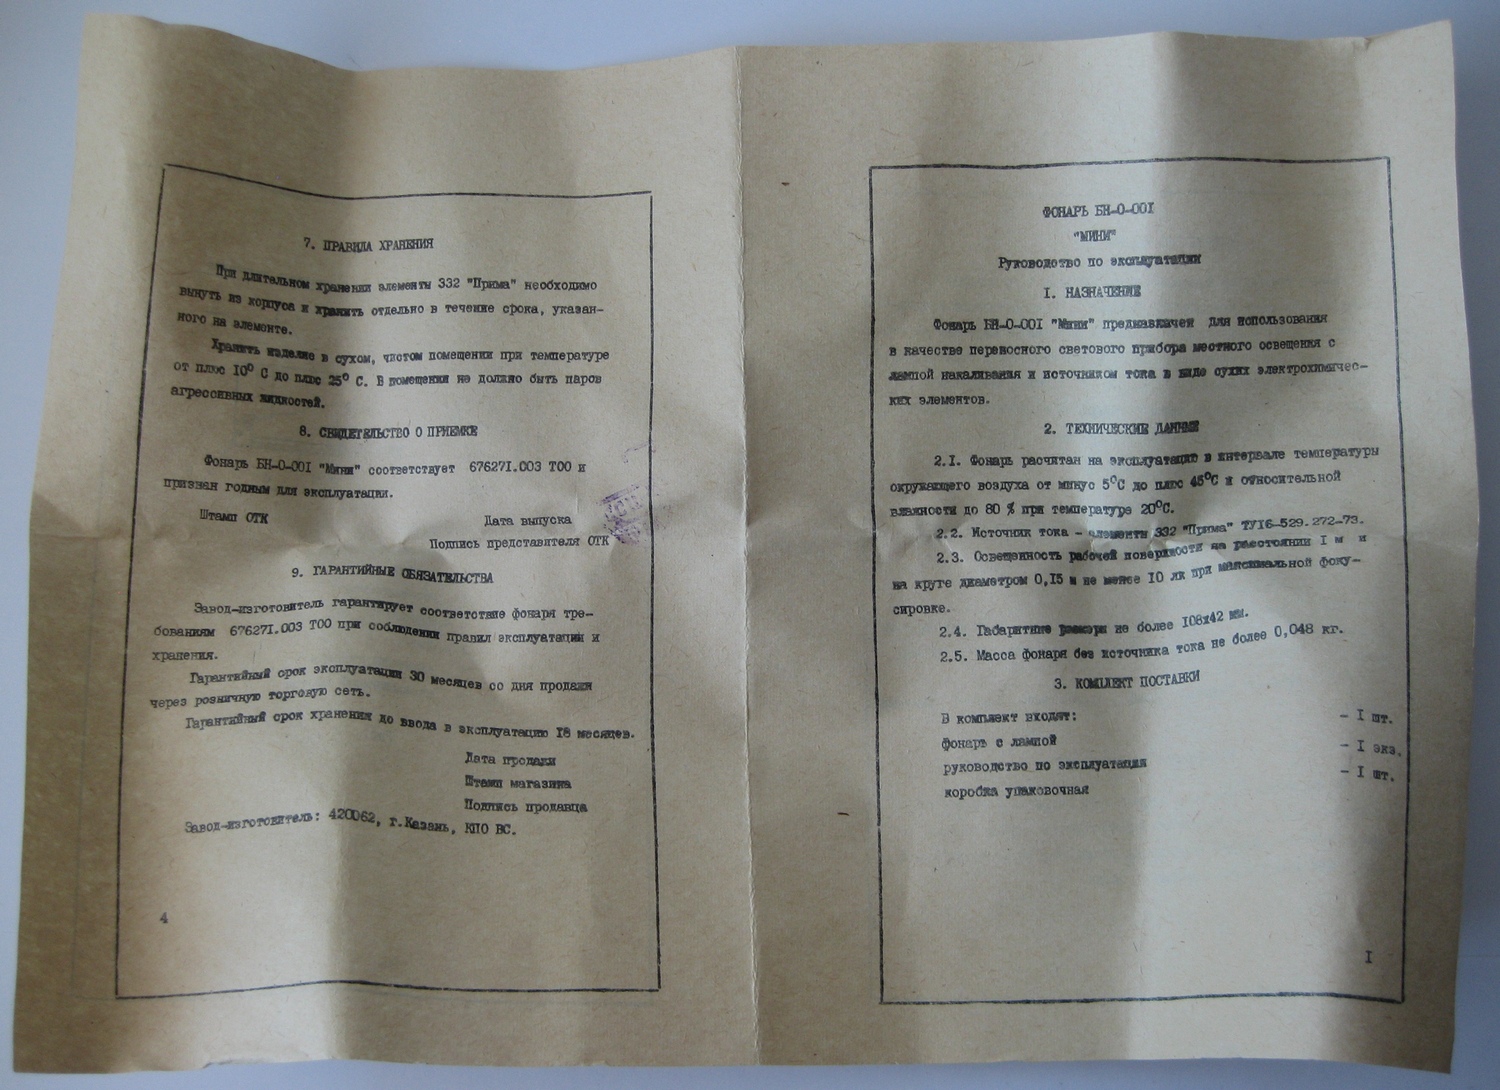 7. ПРАВИЛА ХРАНЕНИЯ
При длительном хранении элементы 332 "Прима" необходимо
вынуть из корпуса и хранить отдельно в течение срока, указан-
ного на элементе.
Хранить изделие в сухом, чистом помещении при температуре
от плюс 10° С до плюс 25° С. В помещении не должно быть паров
агрессивных жидкостей.
8. СВИДЕТЕЛЬСТВО О ПРИЕМКЕ
Фонарь БН-0-001 "Мини" соответствует 676271.003 ТОО и
признан годным для эксплуатации.
Штамп ОТК
Дата выпуска
Подпись представителя ОТК
9. ГАРАНТИЙНЫЕ ОБЯЗАТЕЛЬСТВА
Завод-изготовитель гарантирует соответствие фонаря тре-
бованиям 676271.003 ТОО при соблюдении правил эксплуатации и
хранения.
Гарантийный срок эксплуатации 30 месяцев со дня продажи
через розничную торговую сеть.
Гарантийный срок хранения до ввода в эксплуатацию 18 месяцев.
Дата продажи
Штамп магазина
Подпись продавца
Завод-изготовитель: 420062, г.Казань, КПО ВС.
4
ФОНАРЬ БН-0-001
"МИНИ"
Руководство по эксплуатации
I. НАЗНАЧЕНИЕ
Фонарь БН-0-001 "Мини" предназначен для использования
в качестве переносного светового прибора местного освещения с
лампой накаливания и источником тока в виде сухих электрохимичес-
ких элементов.
2. ТЕХНИЧЕСКИЕ ДАННЫЕ
2.1. Фонарь расчитан на эксплуатацию в интервале температуры
окружающего воздуха от минус 5°С до плюс 45°С и относительной
влажности до 80 % при температуре 20°С.
2.2. Источник тока - элементы 332 "Прима" ТУ16-529.272-73.
2.3. Освещенность рабочей поверхности на расстоянии I м и
на круге диаметром 0,15 м не менее 10 лк при максимальной фоку-
сировке.
2.4. Габаритные размеры не более 108х42 мм.
2.5. Масса фонаря без источника тока не более 0,048 кг.
3. КОМПЛЕКТ ПОСТАВКИ
В комплект входят:
фонарь с лампой - I шт.
руководство по эксплуатации - I экз.
коробка упаковочная - I шт.
I